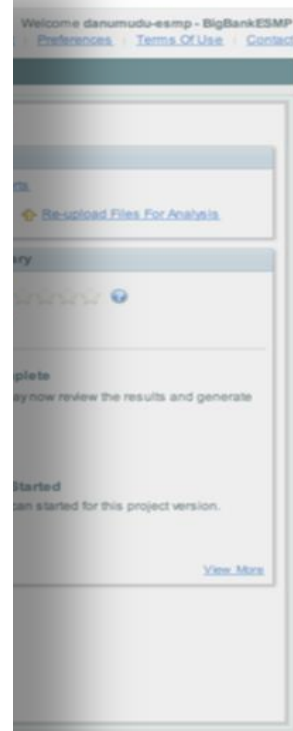 Welcome danumudu-esmp - BigBankESMP
Preferences Terms Of Use Contact
rts
Re-upload Files For Analysis
ry
?
plete
ay now review the results and generate
Started
can started for this project version.
View More